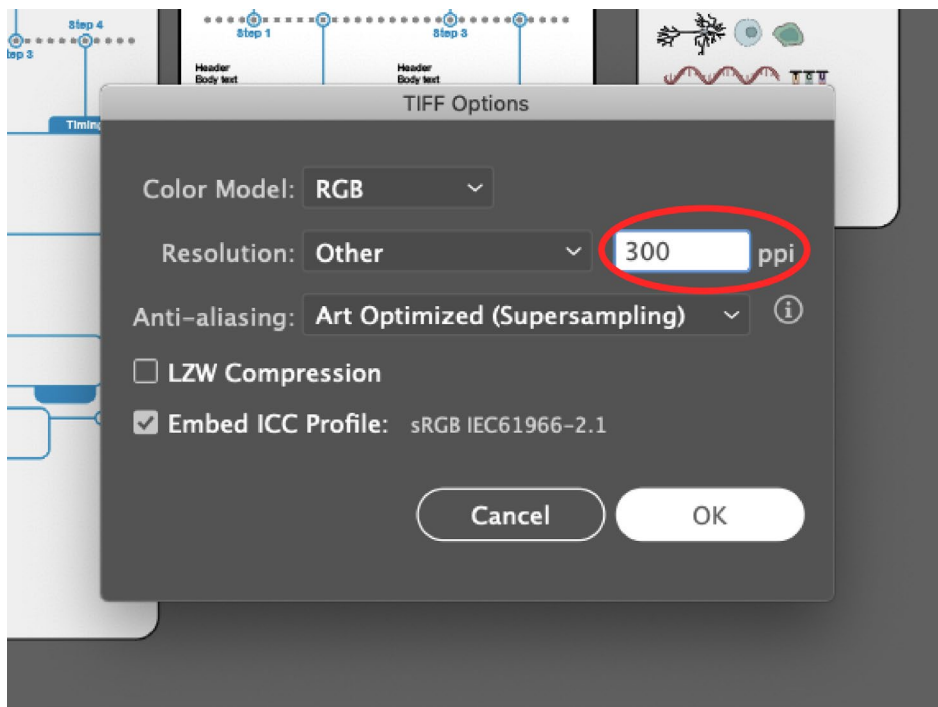 Step 4
Step 1
Step 3
tep 3
Header
Header
Body text
Body text
TIFF Options
Timing
Color Model: RGB
Resolution: Other 300 ppi
Anti-aliasing: Art Optimized (Supersampling)
LZW Compression
Embed ICC Profile: sRGB IEC61966-2.1
Cancel
OK